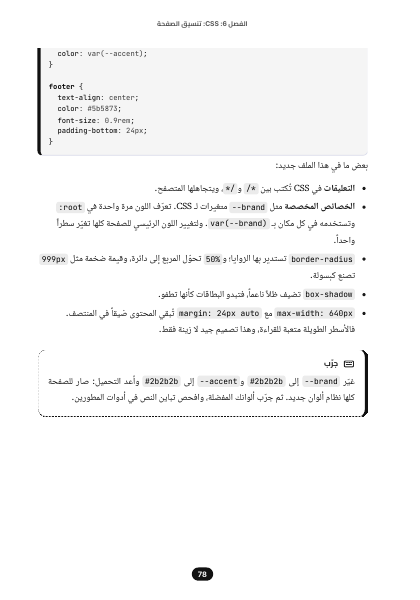 الفصل 6: CSS: تنسيق الصفحة
color: var(--accent);
}
footer {
text-align: center;
color: #5b5873;
font-size: 0.9rem;
padding-bottom: 24px;
}
بعض ما في هذا الملف جديد:
• التعليقات في CSS تُكتب بين /* و */، ويتجاهلها المتصفح.
• الخصائص المخصصة مثل --brand متغيرات لـ CSS. تعرّف اللون مرة واحدة في :root
وتستخدمه في كل مكان بـ var(--brand). ولتغيير اللون الرئيسي للصفحة كلها تغيّر سطراً
واحداً.
• border-radius تستدير بها الزوايا؛ و 50% تحوّل المربع إلى دائرة، وقيمة ضخمة مثل 999px
تصنع كبسولة.
• box-shadow تضيف ظلاً ناعماً، فتبدو البطاقات كأنها تطفو.
• max-width: 640px مع margin: 24px auto تُبقي المحتوى ضيّقاً في المنتصف.
فالأسطر الطويلة متعبة للقراءة، وهذا تصميم جيد لا زينة فقط.
جرّب
غيّر --brand إلى #2b2b2b و --accent إلى #2b2b2b وأعد التحميل: صار للصفحة
كلها نظام ألوان جديد. ثم جرّب ألوانك المفضلة، وافحص تباين النص في أدوات المطورين.
78